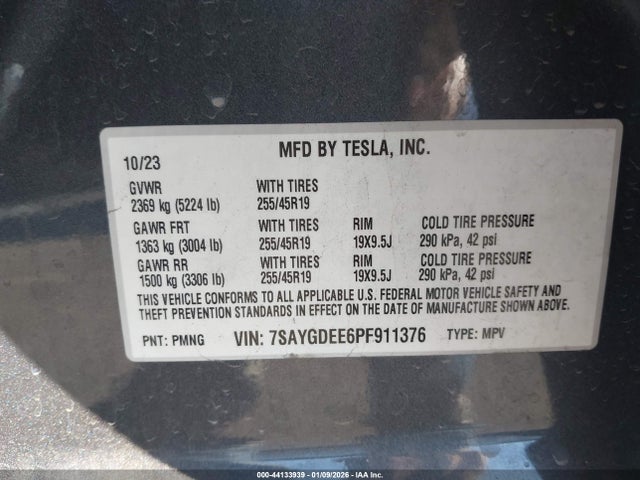 MFD BY TESLA, INC.
10/23
GVWR WITH TIRES
2369 kg (5224 lb) 255/45R19
GAWR FRT WITH TIRES RIM COLD TIRE PRESSURE
1363 kg (3004 lb) 255/45R19 19X9.5J 290 kPa, 42 psi
GAWR RR WITH TIRES RIM COLD TIRE PRESSURE
1500 kg (3306 lb) 255/45R19 19X9.5J 290 kPa, 42 psi
THIS VEHICLE CONFORMS TO ALL APPLICABLE U.S. FEDERAL MOTOR VEHICLE SAFETY AND
THEFT PREVENTION STANDARDS IN EFFECT ON THE DATE OF MANUFACTURE SHOWN ABOVE.
PNT: PMNG VIN: 7SAYGDEE6PF911376 TYPE: MPV
000-44133939 - 01/09/2026 - IAA Inc.